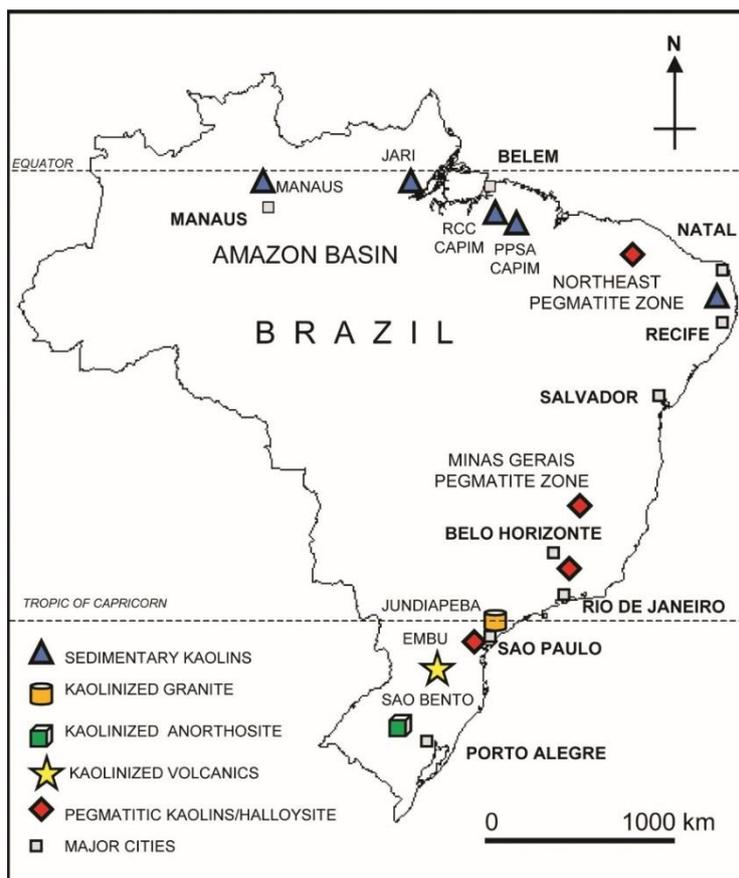 N
EQUATOR
JARI
BELEM
MANAUS
MANAUS
RCC
CAPIM
PPSA
CAPIM
AMAZON BASIN
NATAL
NORTHEAST
PEGMATITE ZONE
BRAZIL
RECIFE
SALVADOR
MINAS GERAIS
PEGMATITE ZONE
BELO HORIZONTE
TROPIC OF CAPRICORN
JUNDIAPEBA
RIO DE JANEIRO
EMBU
SAO PAULO
SAO BENTO
PORTO ALEGRE
SEDIMENTARY KAOLINS
KAOLINIZED GRANITE
KAOLINIZED ANORTHOSITE
KAOLINIZED VOLCANICS
PEGMATITIC KAOLINS/HALLOYSITE
MAJOR CITIES
0 1000 km